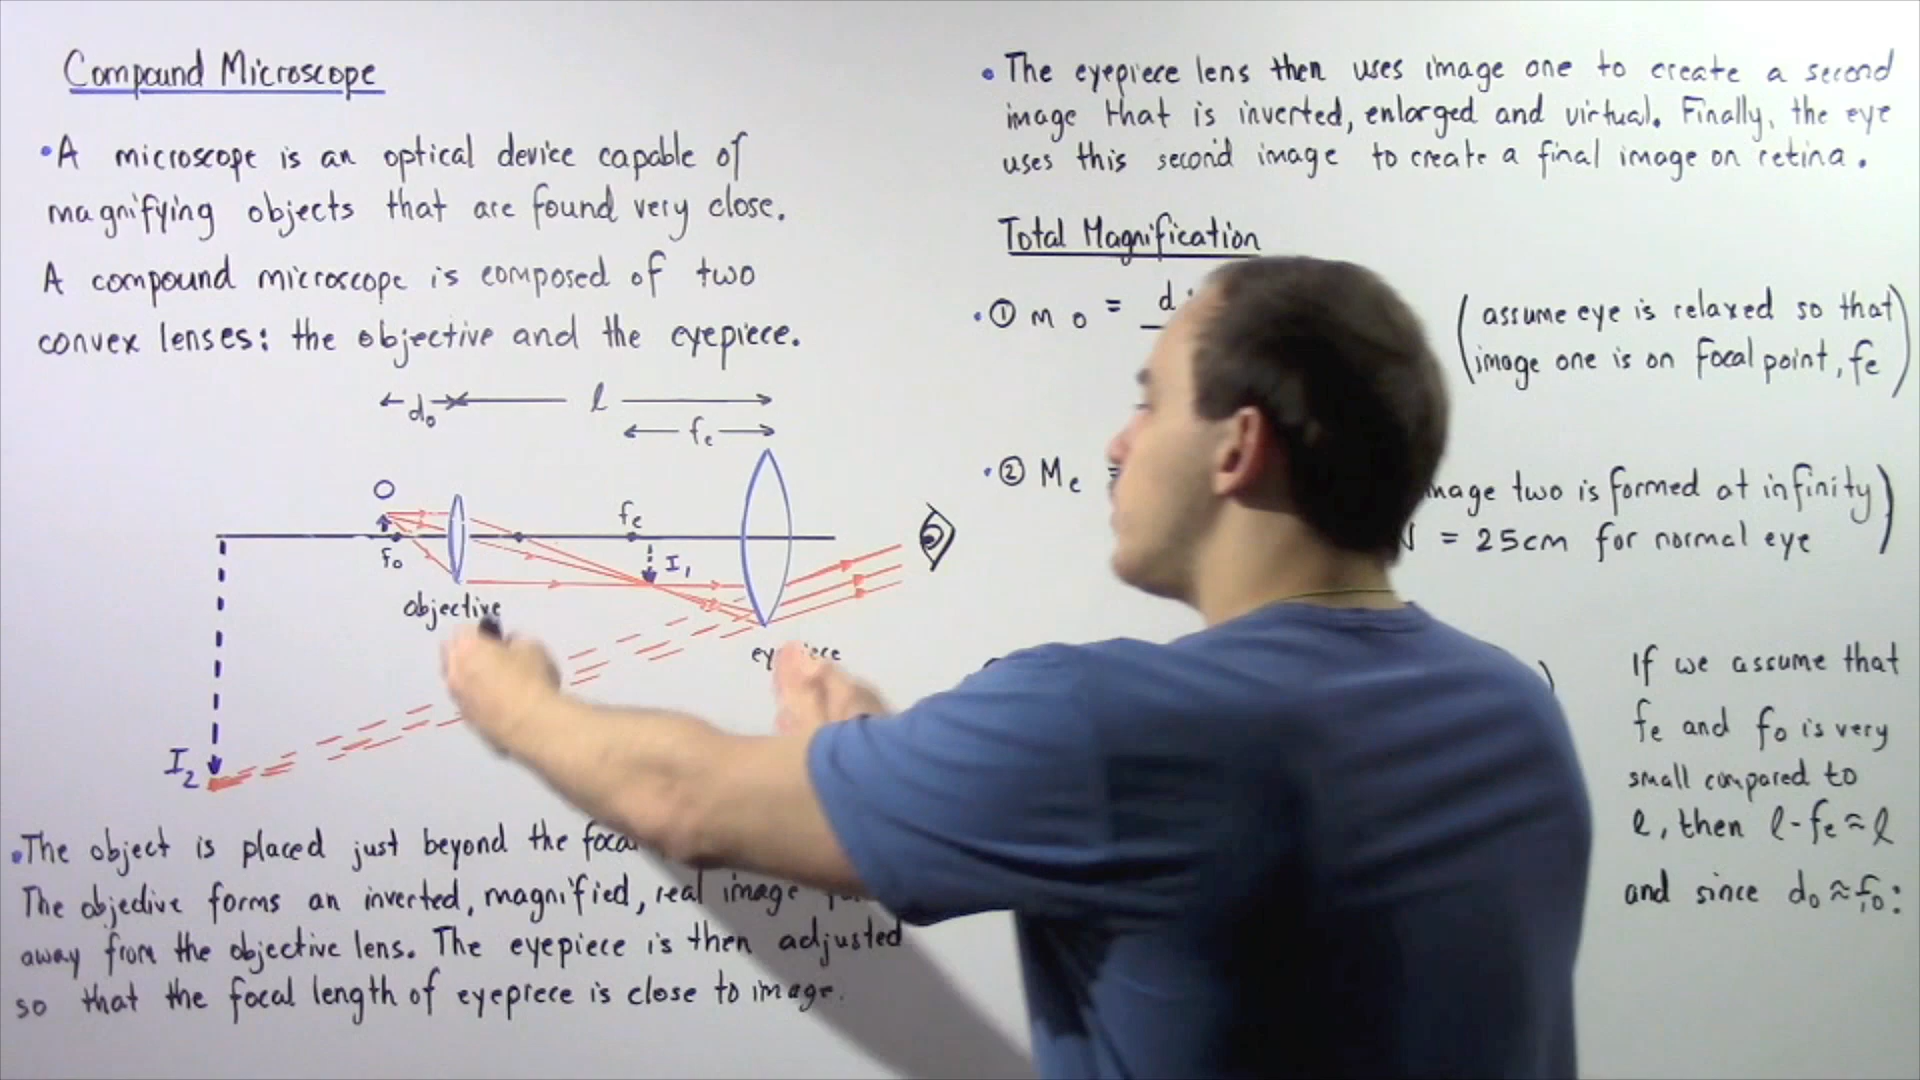 Compound Microscope
• A microscope is an optical device capable of
magnifying objects that are found very close.
A compound microscope is composed of two
convex lenses: the objective and the eyepiece.
do
l
fe
O
fo
fe
I1
objective
I2
• The object is placed just beyond the
The objective forms an inverted, magnified, real image
away from the objective lens. The eyepiece is then adjusted
so that the focal length of eyepiece is close to image.
• The eyepiece lens then uses image one to create a second
image that is inverted, enlarged and virtual. Finally, the eye
uses this second image to create a final image on retina.
Total Magnification
• ① mo =
(assume eye is relaxed so that
image one is on focal point, fe)
• ② Me
two is formed at infinity
= 25cm for normal eye)
If we assume that
fe and fo is very
small compared to
l, then l-fe≈l
and since do≈fo: